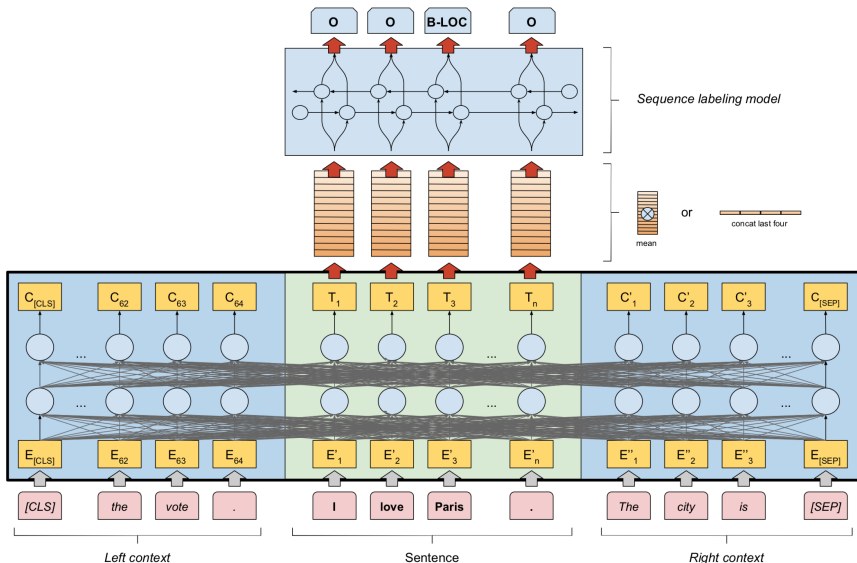 O O B-LOC O
Sequence labeling model
or
mean
concat last four
C[CLS] C62 C63 C64 T1 T2 T3 Tn C'1 C'2 C'3 C[SEP]
... ... ...
... ... ...
E[CLS] E62 E63 E64 E'1 E'2 E'3 E'n E''1 E''2 E''3 E[SEP]
[CLS] the vote . I love Paris . The city is [SEP]
Left context Sentence Right context